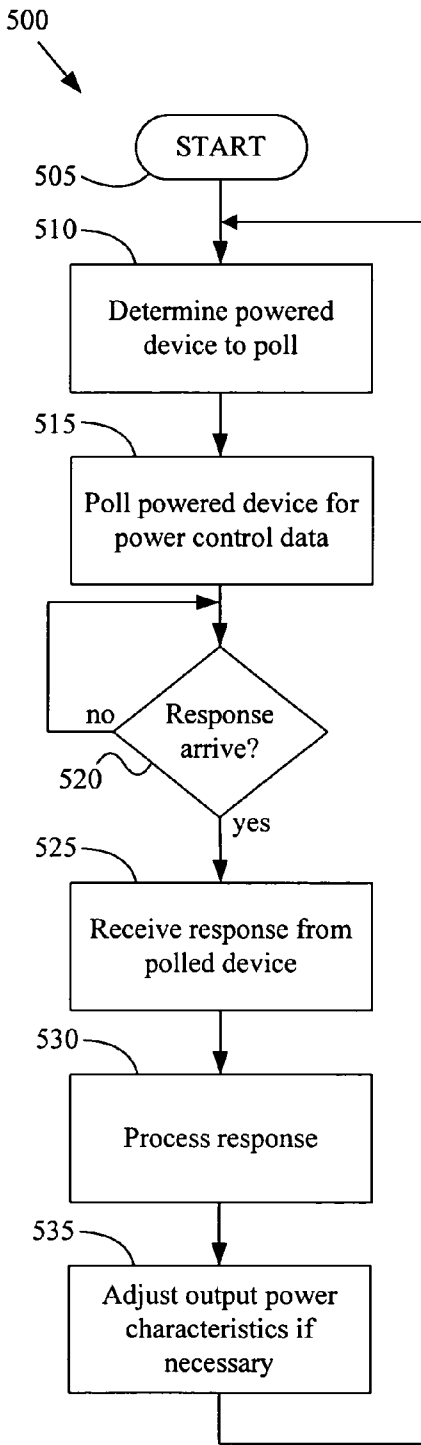 500
START
505
510
Determine powered
device to poll
515
Poll powered device for
power control data
no
Response
arrive?
520
yes
525
Receive response from
polled device
530
Process response
535
Adjust output power
characteristics if
necessary